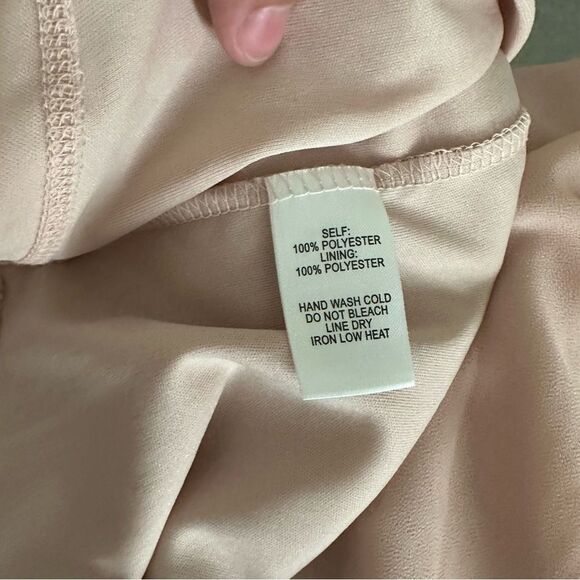 SELF:
100% POLYESTER
LINING:
100% POLYESTER
HAND WASH COLD
DO NOT BLEACH
LINE DRY
IRON LOW HEAT